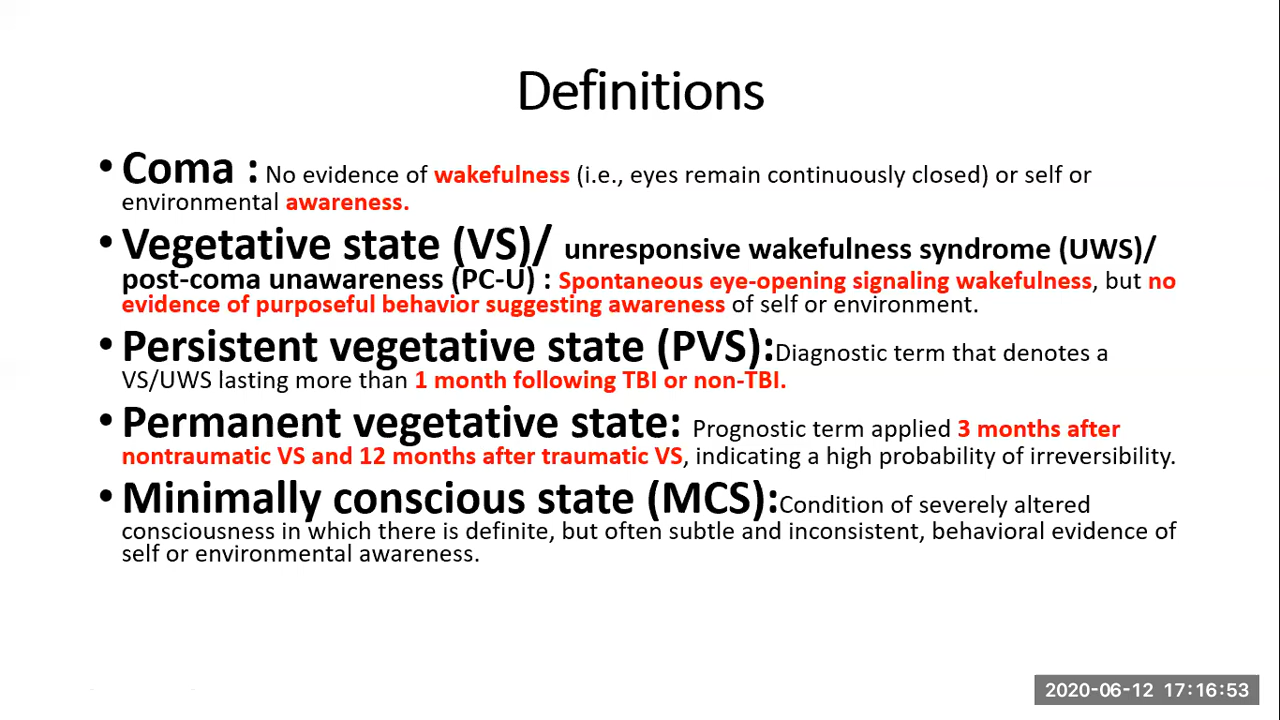 Definitions
• Coma : No evidence of wakefulness (i.e., eyes remain continuously closed) or self or
environmental awareness.
• Vegetative state (VS)/ unresponsive wakefulness syndrome (UWS)/
post-coma unawareness (PC-U) : Spontaneous eye-opening signaling wakefulness, but no
evidence of purposeful behavior suggesting awareness of self or environment.
• Persistent vegetative state (PVS):Diagnostic term that denotes a
VS/UWS lasting more than 1 month following TBI or non-TBI.
• Permanent vegetative state: Prognostic term applied 3 months after
nontraumatic VS and 12 months after traumatic VS, indicating a high probability of irreversibility.
• Minimally conscious state (MCS):Condition of severely altered
consciousness in which there is definite, but often subtle and inconsistent, behavioral evidence of
self or environmental awareness.
2020-06-12 17:16:53